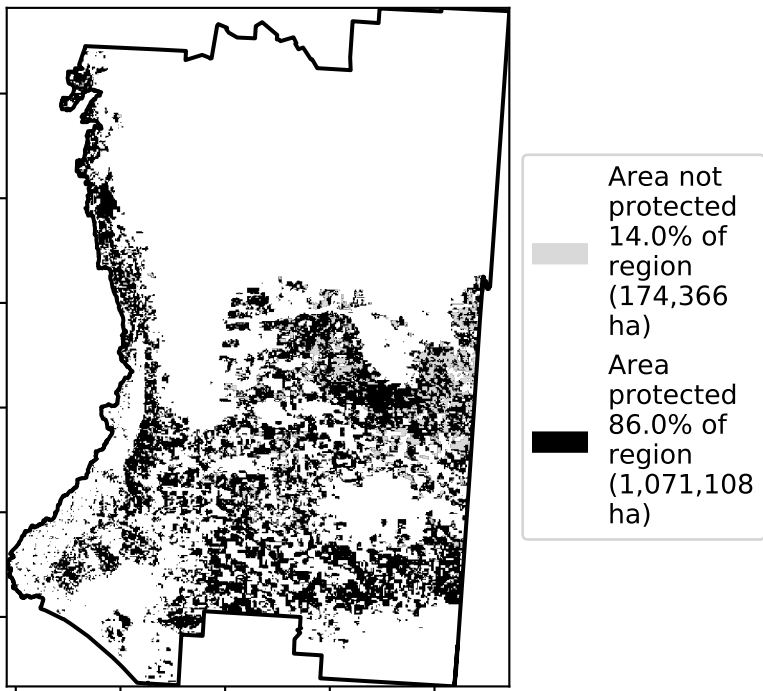 Area not
protected
14.0% of
region
(174,366
ha)
Area
protected
86.0% of
region
(1,071,108
ha)